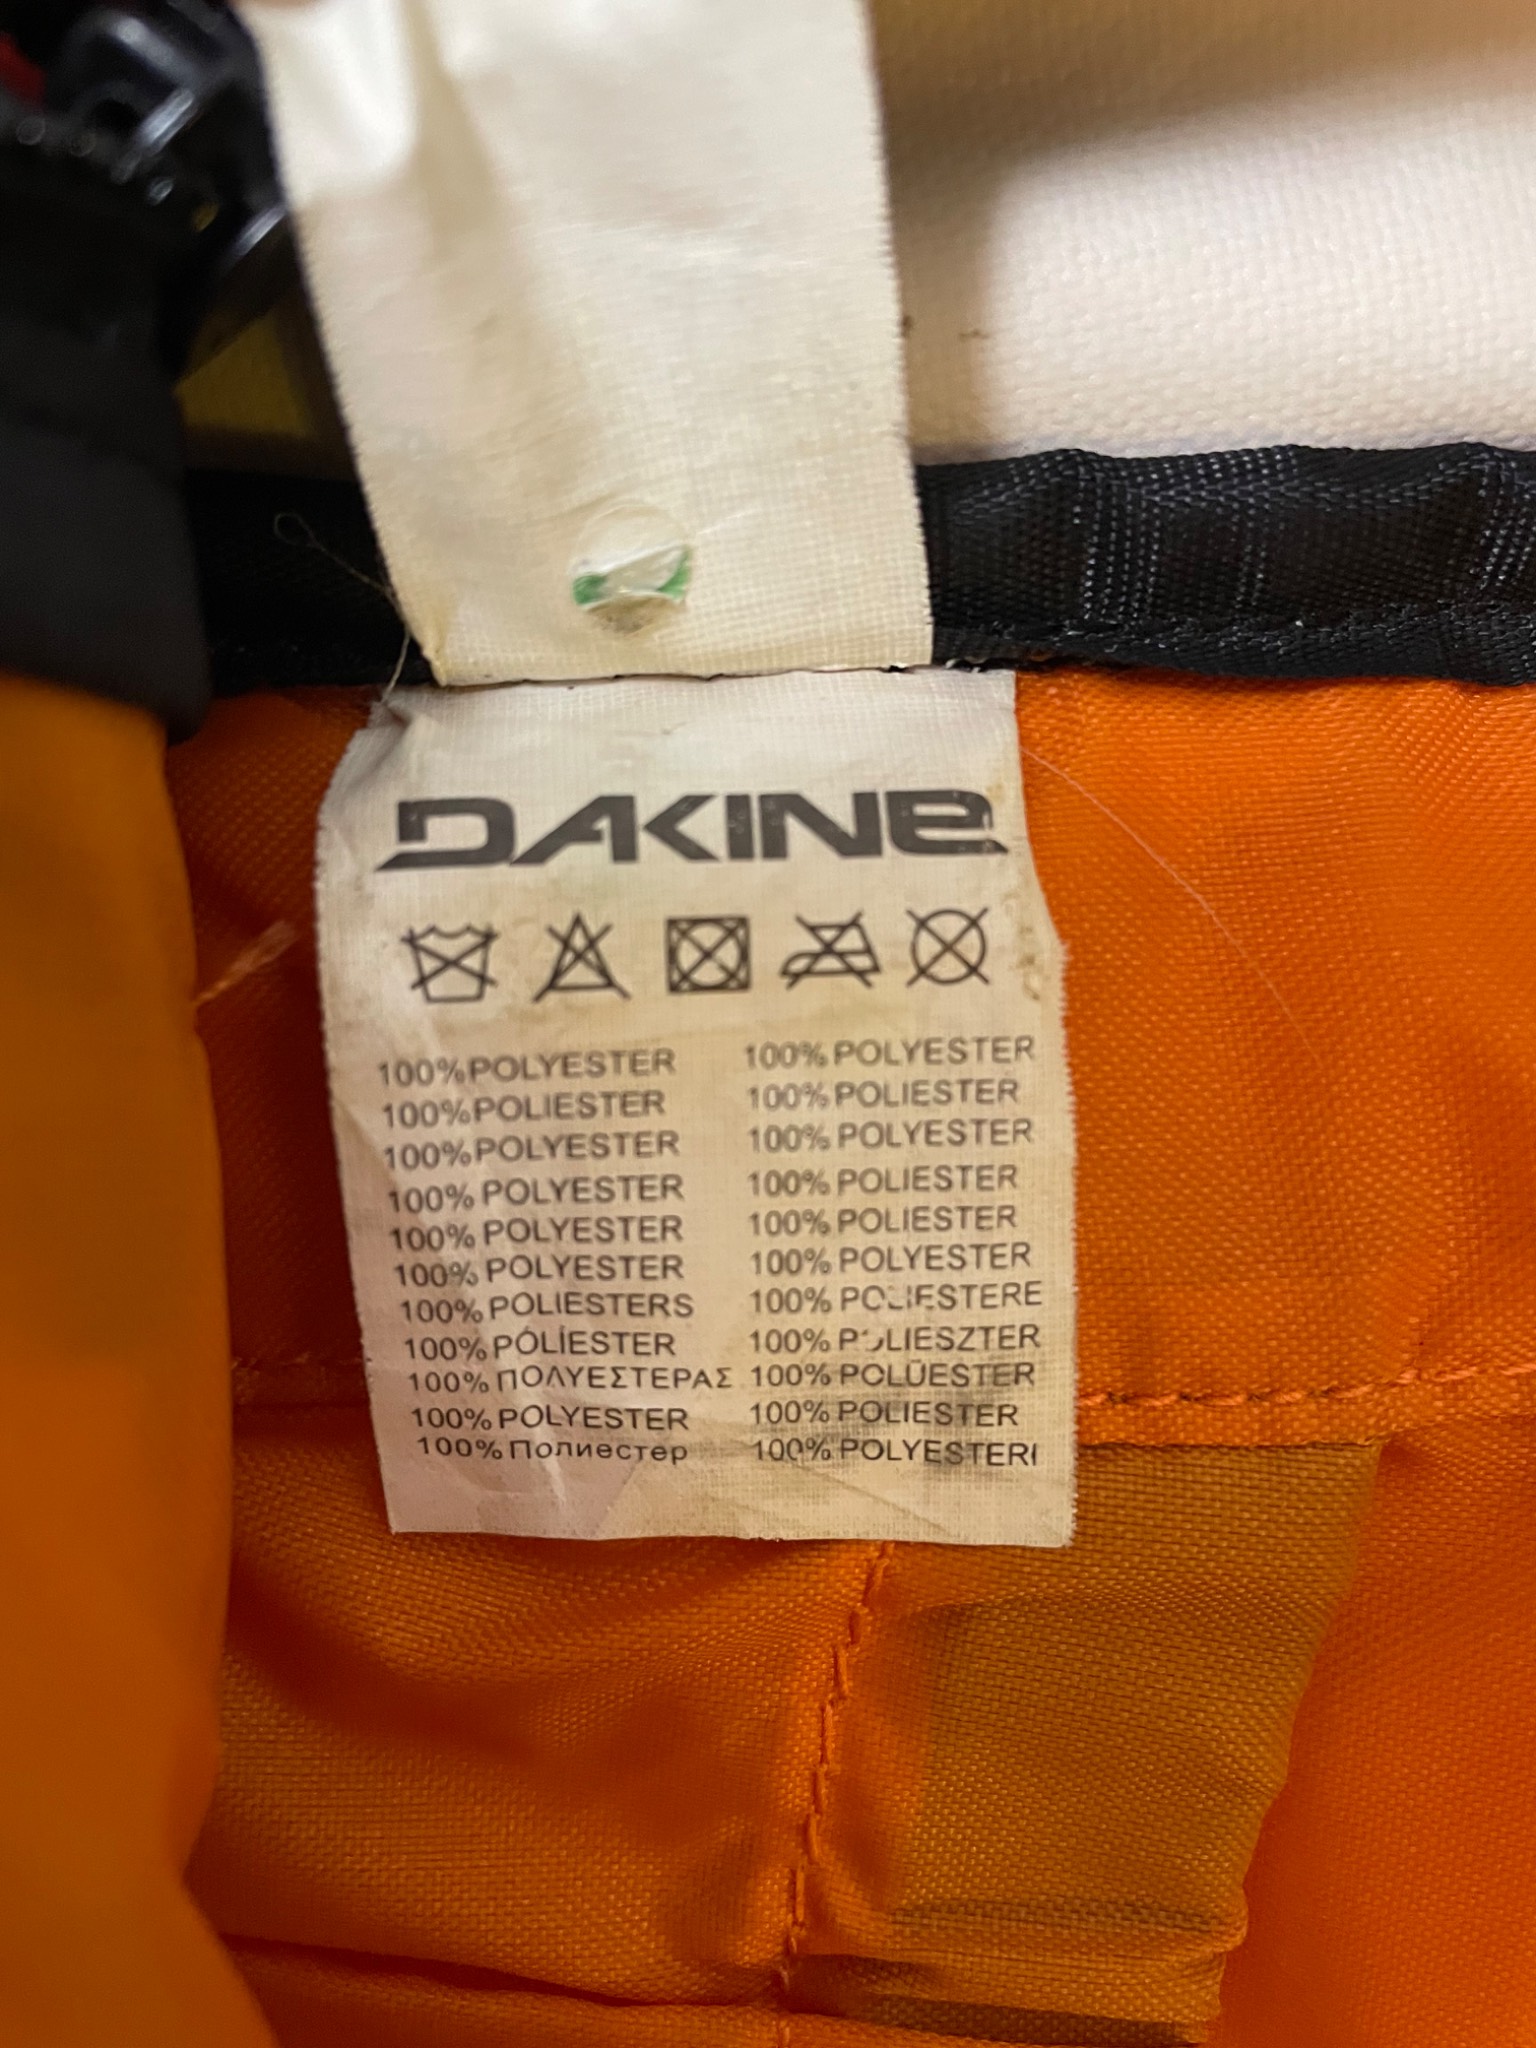 DAKINE
100% POLYESTER 100% POLYESTER
100% POLIESTER 100% POLIESTER
100% POLYESTER 100% POLYESTER
100% POLYESTER 100% POLIESTER
100% POLYESTER 100% POLIESTER
100% POLYESTER 100% POLYESTER
100% POLIESTERS 100% POLIESTERE
100% PÓLÍESTER 100% POLIESZTER
100% ΠΟΛΥΕΣΤΕΡΑΣ 100% POLÜESTER
100% POLYESTER 100% POLIESTER
100% Полиестер 100% POLYESTERI